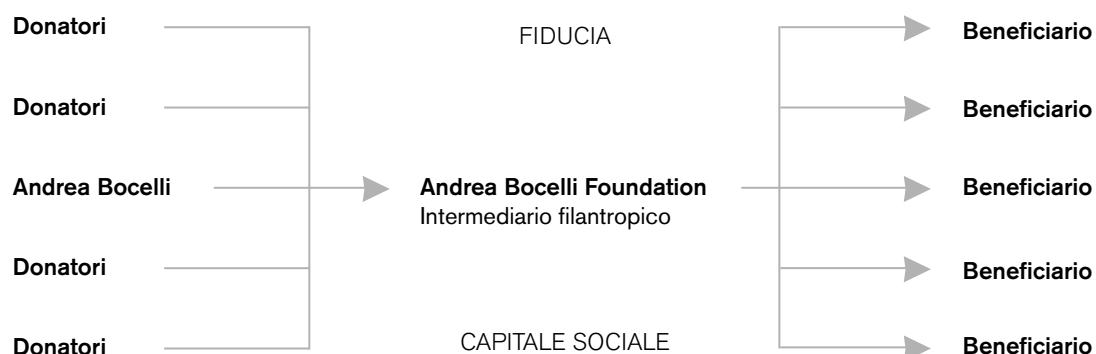 Donatori
FIDUCIA
Beneficiario
Donatori
Beneficiario
Andrea Bocelli
Andrea Bocelli Foundation
Intermediario filantropico
Beneficiario
Donatori
Beneficiario
Donatori
CAPITALE SOCIALE
Beneficiario